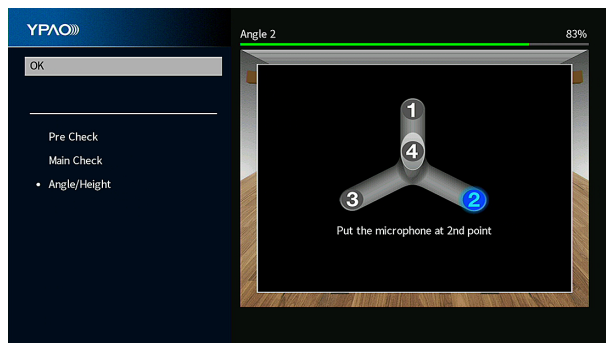 YPAO
Angle 2
83%
OK
Pre Check
Main Check
• Angle/Height
1
4
3
2
Put the microphone at 2nd point